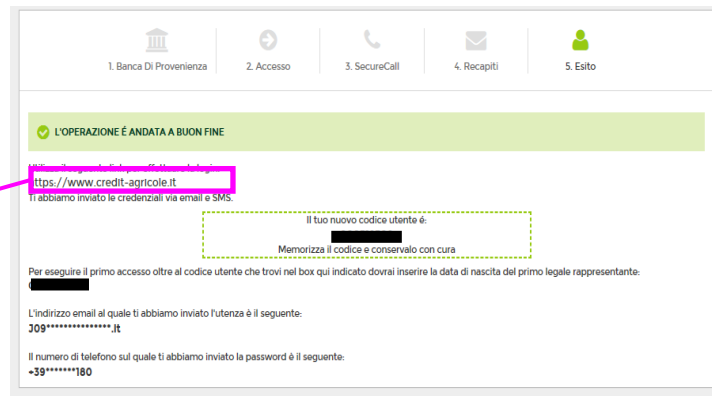 1. Banca Di Provenienza
2. Accesso
3. SecureCall
4. Recapiti
5. Esito
L'OPERAZIONE É ANDATA A BUON FINE
https://www.credit-agricole.it
Ti abbiamo inviato le credenziali via email e SMS.
Il tuo nuovo codice utente é:
Memorizza il codice e conservalo con cura
Per eseguire il primo accesso oltre al codice utente che trovi nel box qui indicato dovrai inserire la data di nascita del primo legale rappresentante:
L'indirizzo email al quale ti abbiamo inviato l'utenza è il seguente:
J09***************.it
Il numero di telefono sul quale ti abbiamo inviato la password è il seguente:
+39*******180